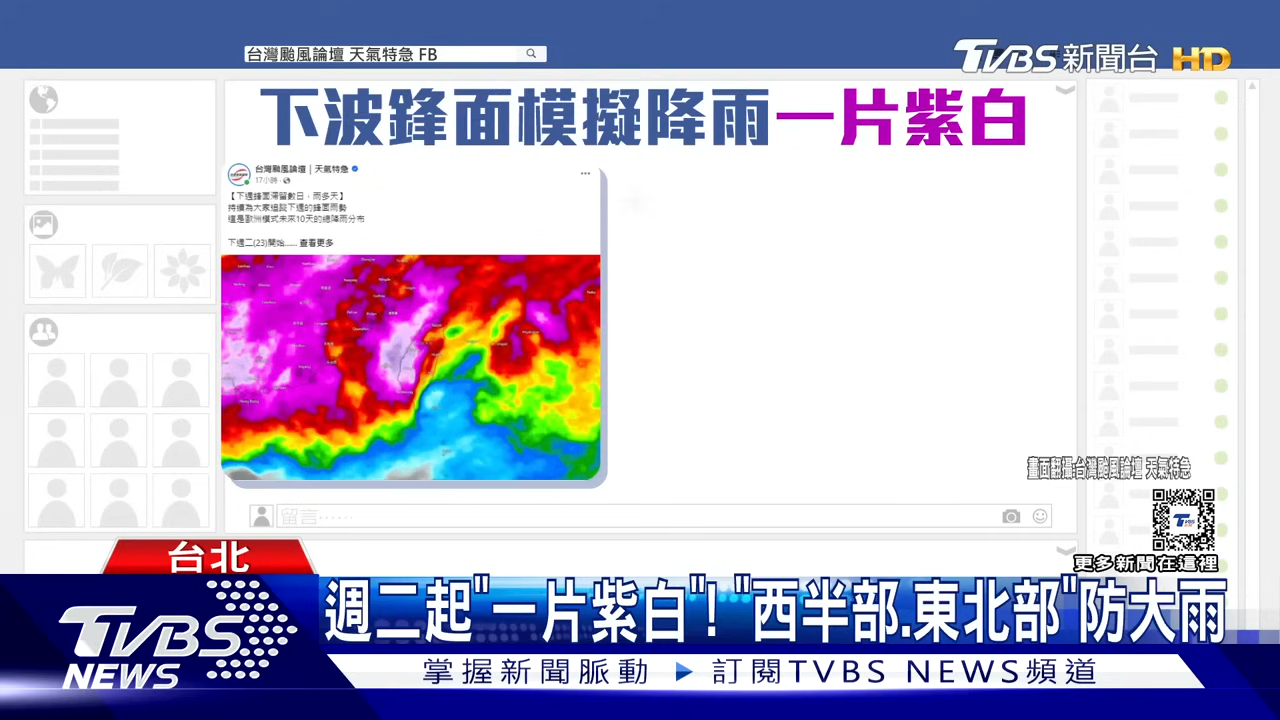 台灣颱風論壇 天氣特急 FB
TVBS新聞台 HD
下波鋒面模擬降雨一片紫白
台灣颱風論壇｜天氣特急
17小時
【下週鋒面滯留數日，雨多天】
持續為大家追蹤下週的鋒面雨勢
這是歐洲模式未來10天的總降雨分布
下週二(23)開始...... 查看更多
留言……
畫面翻攝:台灣颱風論壇 天氣特急
TVBS
更多新聞在這裡
台北
週二起"一片紫白"!"西半部.東北部"防大雨
TVBS NEWS
掌握新聞脈動 ▶ 訂閱TVBS NEWS頻道